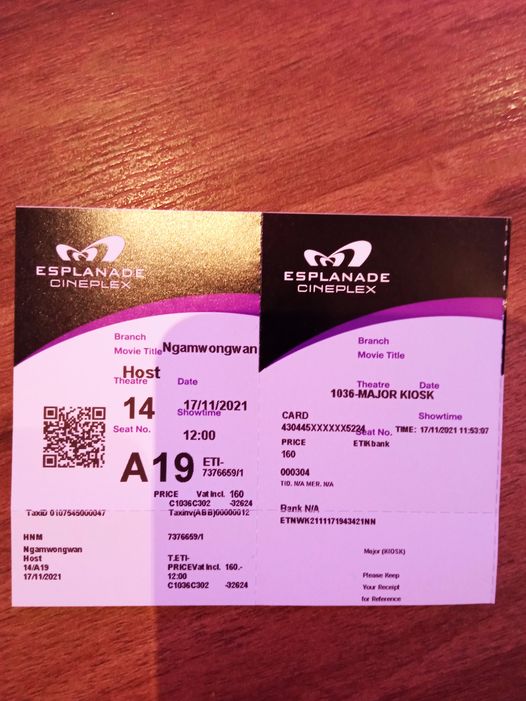 ESPLANADE
CINEPLEX
Branch
Movie Title
Ngamwongwan
Host
Theatre
Date
14
17/11/2021
Showtime
Seat No.
12:00
A19
ETI-
7376659/1
PRICE Vat Incl. 160
C1036C302 -32624
TaxID 0107545000047
Taxinv(ABB)00000012
HNM
7376659/1
Ngamwongwan
Host
T.ETI-
14/A19
PRICEVat Incl. 160.-
17/11/2021
12:00
C1036C302 -32624
ESPLANADE
CINEPLEX
Branch
Movie Title
Theatre
Date
1036-MAJOR KIOSK
CARD
Showtime
430445XXXXXX5224
Seat No.
TIME: 17/11/2021 11:53:07
PRICE
ETIKbank
160
000304
TID. N/A MER. N/A
Bank N/A
ETNWK2111171943421NN
Major (KIOSK)
Please Keep
Your Receipt
for Reference